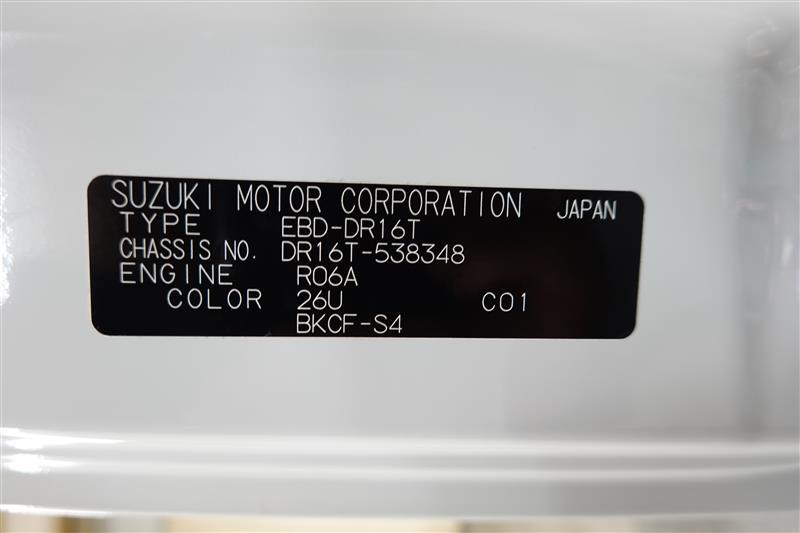 SUZUKI MOTOR CORPORATION JAPAN
TYPE EBD-DR16T
CHASSIS NO. DR16T-538348
ENGINE R06A
COLOR 26U C01
BKCF-S4